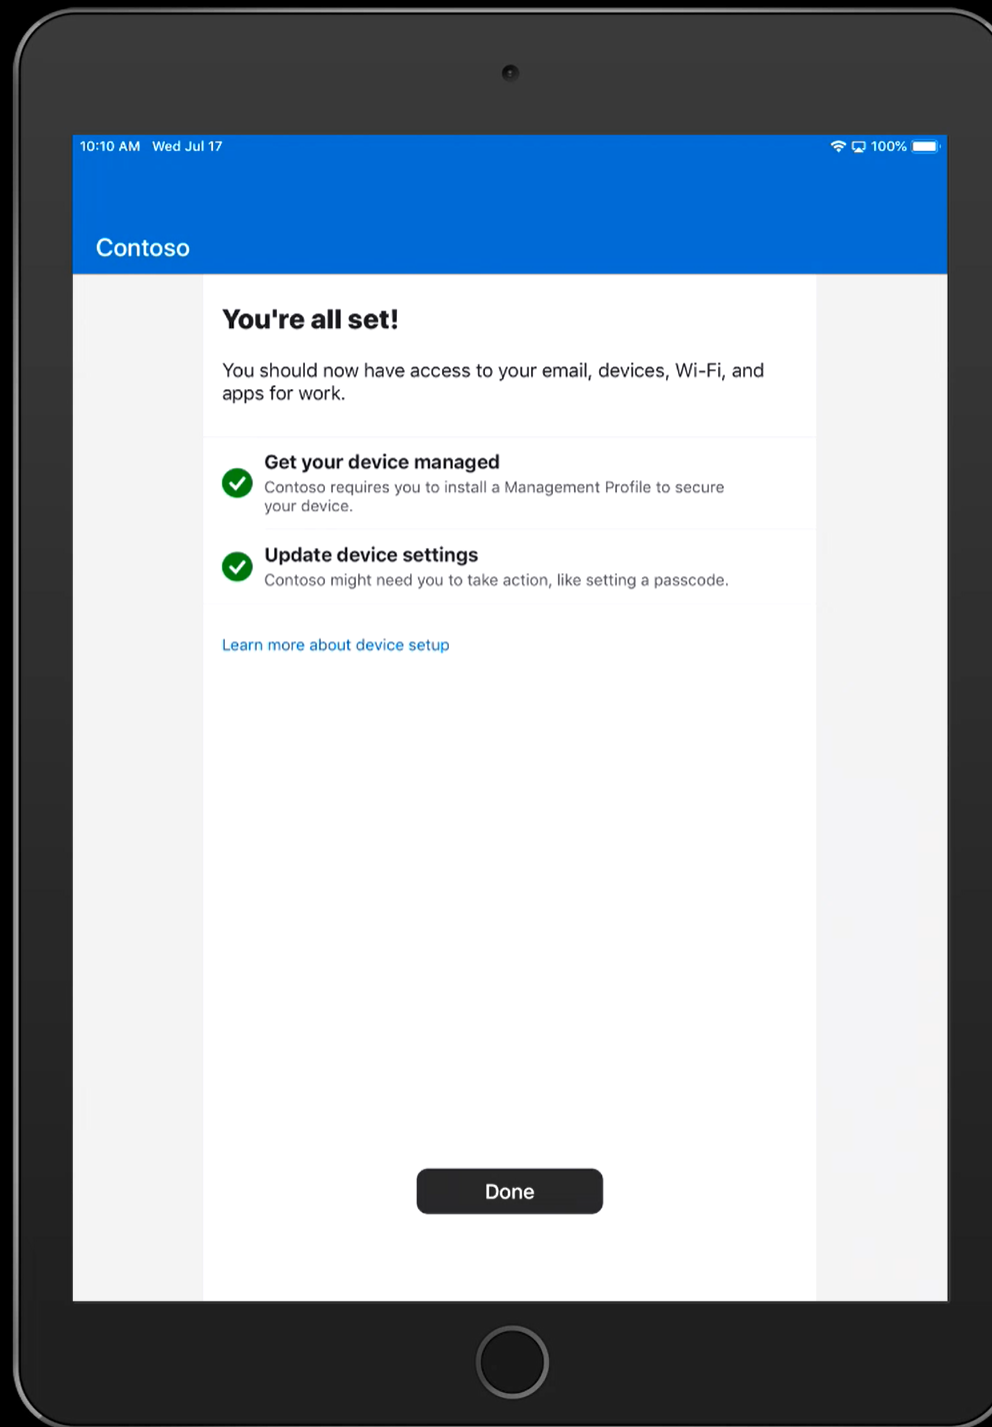 10:10 AM Wed Jul 17
100%
Contoso
You're all set!
You should now have access to your email, devices, Wi-Fi, and
apps for work.
Get your device managed
Contoso requires you to install a Management Profile to secure
your device.
Update device settings
Contoso might need you to take action, like setting a passcode.
Learn more about device setup
Done